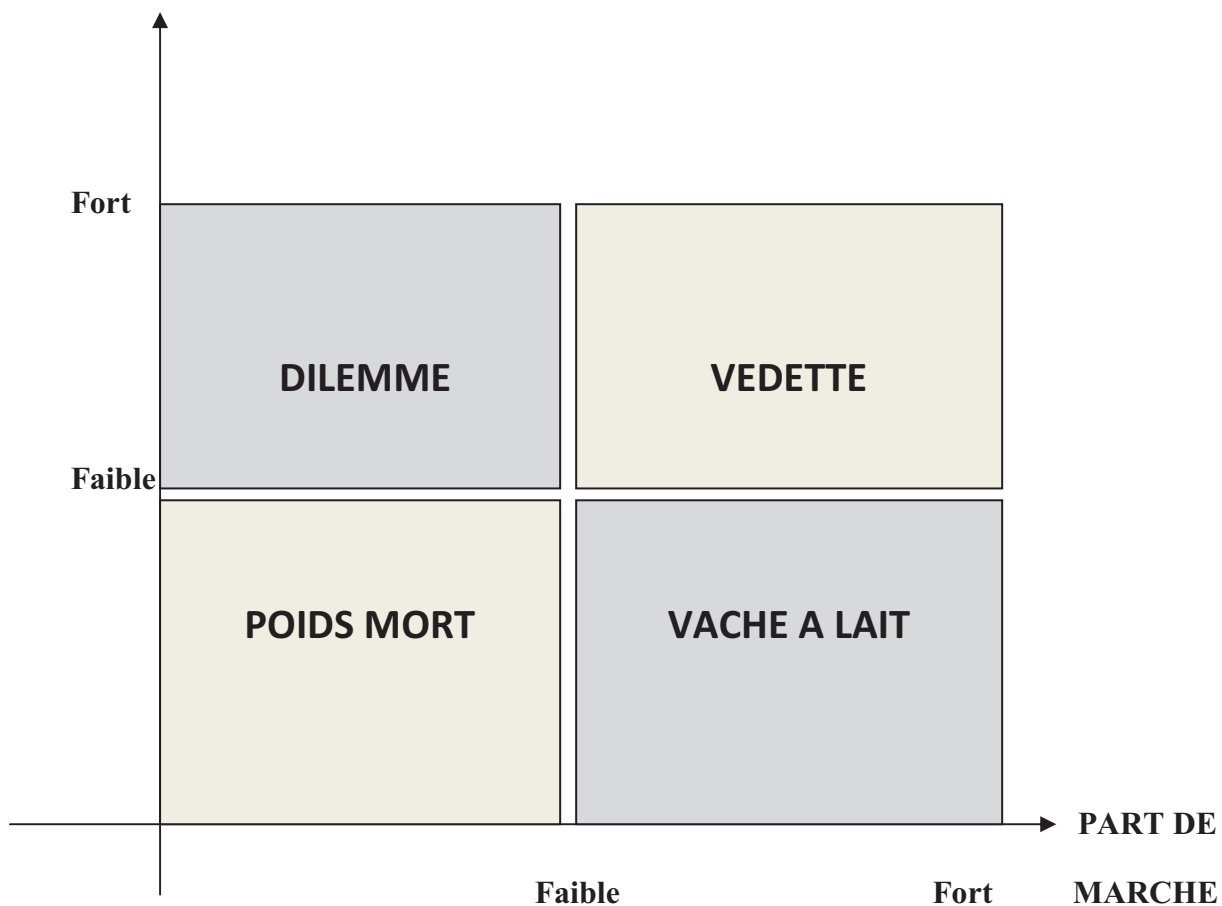 Fort
DILEMME
VEDETTE
Faible
POIDS MORT
VACHE A LAIT
PART DE
Faible
Fort
MARCHE